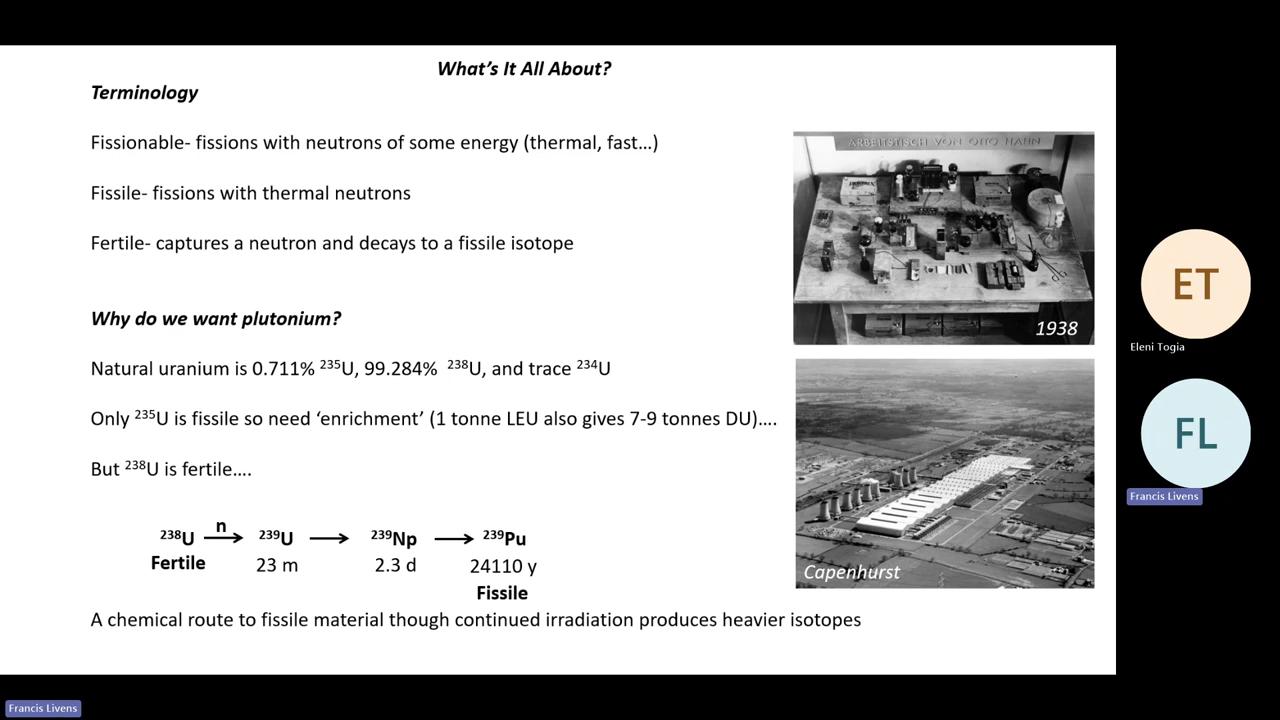 What's It All About?
Terminology
Fissionable- fissions with neutrons of some energy (thermal, fast…)
Fissile- fissions with thermal neutrons
Fertile- captures a neutron and decays to a fissile isotope
Why do we want plutonium?
Natural uranium is 0.711% ²³⁵U, 99.284% ²³⁸U, and trace ²³⁴U
Only ²³⁵U is fissile so need ‘enrichment’ (1 tonne LEU also gives 7-9 tonnes DU)….
But ²³⁸U is fertile….
n
²³⁸U → ²³⁹U → ²³⁹Np → ²³⁹Pu
Fertile 23 m 2.3 d 24110 y
Fissile
A chemical route to fissile material though continued irradiation produces heavier isotopes
ARBEITSTISCH VON OTTO HAHN
1938
Capenhurst
ET
Eleni Togia
FL
Francis Livens
Francis Livens